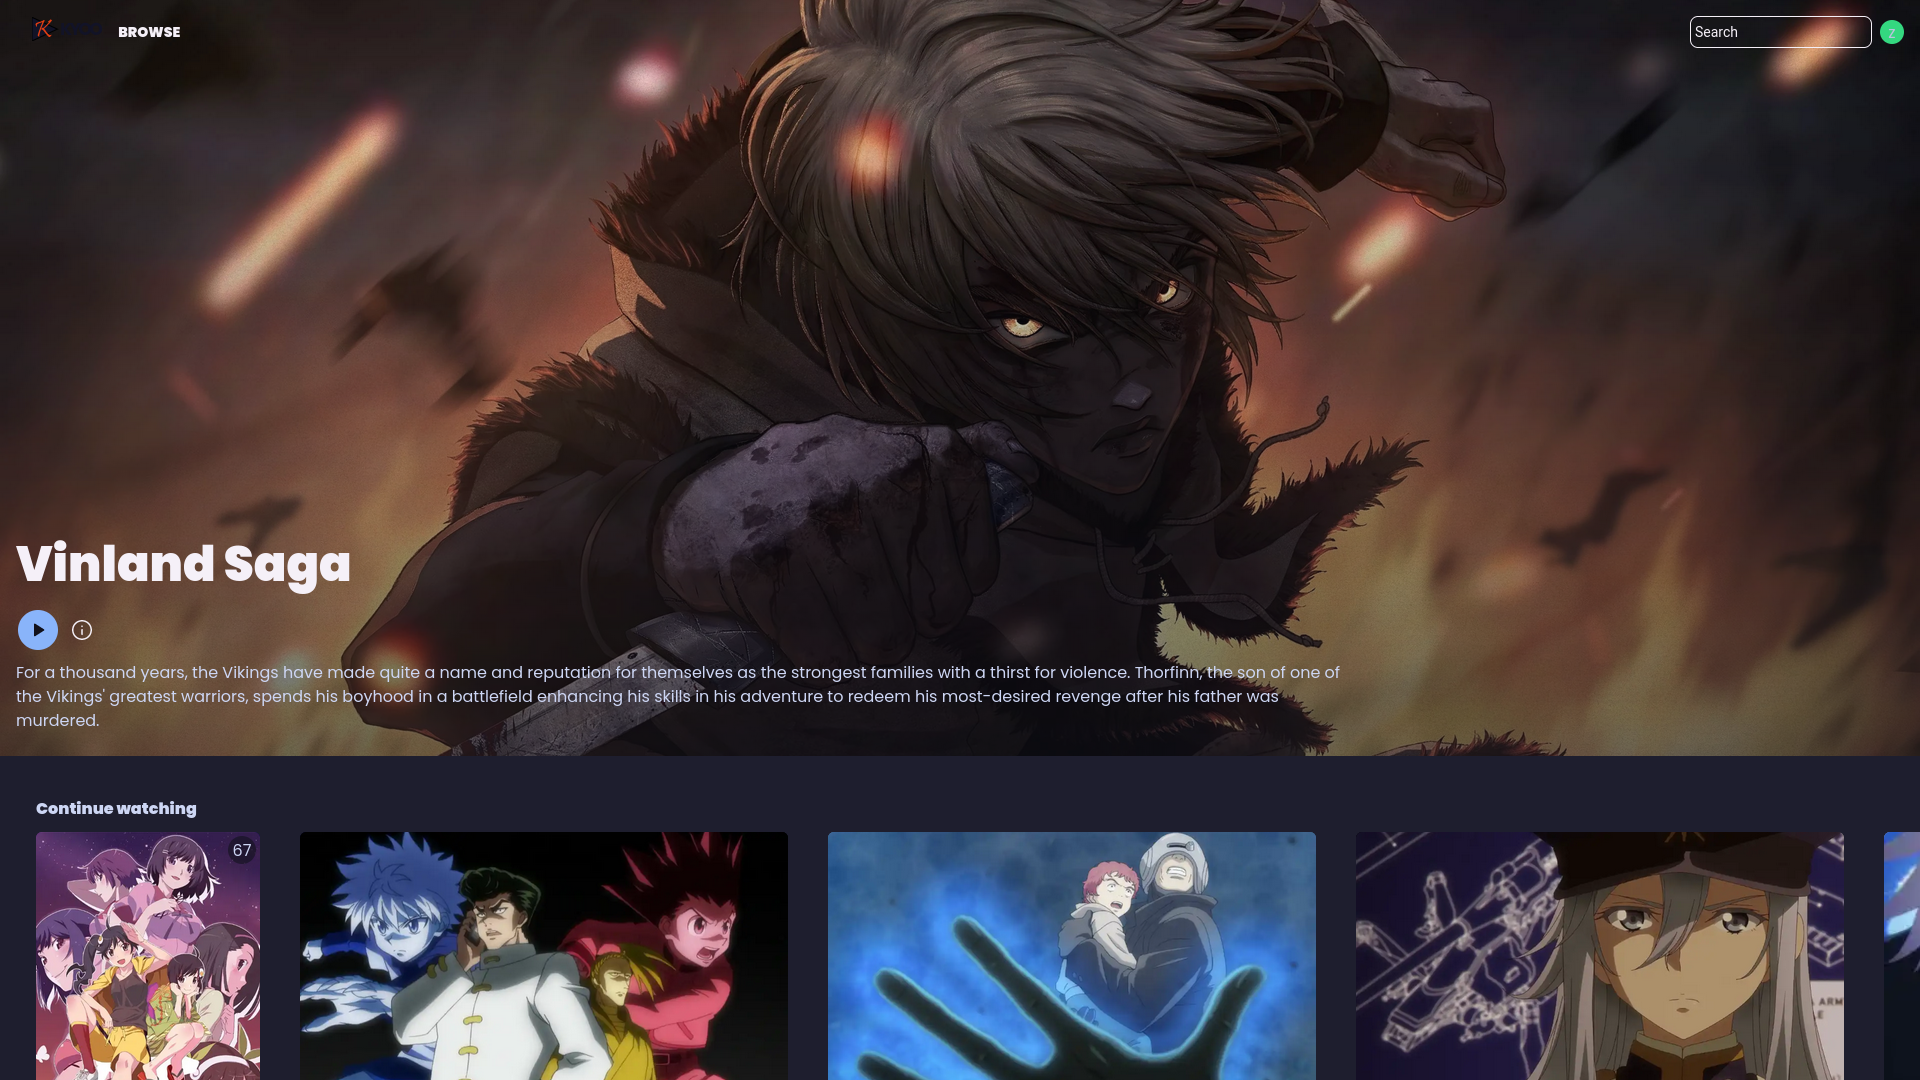 K
BROWSE
Search
Z
Vinland Saga
For a thousand years, the Vikings have made quite a name and reputation for themselves as the strongest families with a thirst for violence. Thorfinn, the son of one of
the Vikings' greatest warriors, spends his boyhood in a battlefield enhancing his skills in his adventure to redeem his most-desired revenge after his father was
murdered.
Continue watching
67
ARM